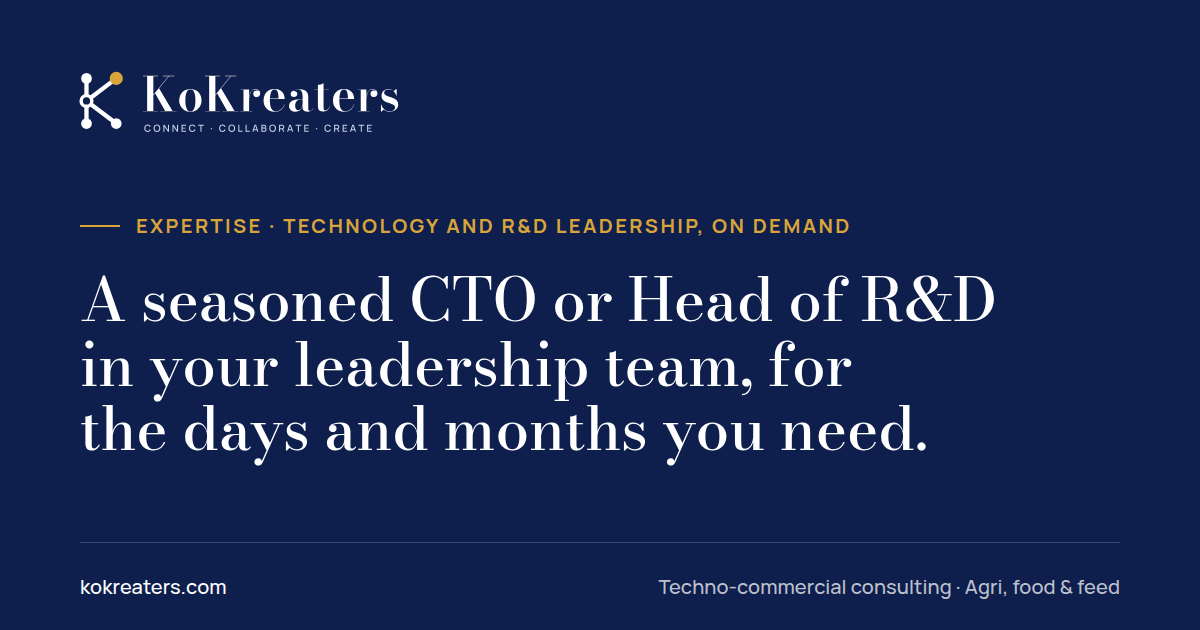 KoKreaters
CONNECT · COLLABORATE · CREATE
EXPERTISE · TECHNOLOGY AND R&D LEADERSHIP, ON DEMAND
A seasoned CTO or Head of R&D
in your leadership team, for
the days and months you need.
kokreaters.com
Techno-commercial consulting · Agri, food & feed